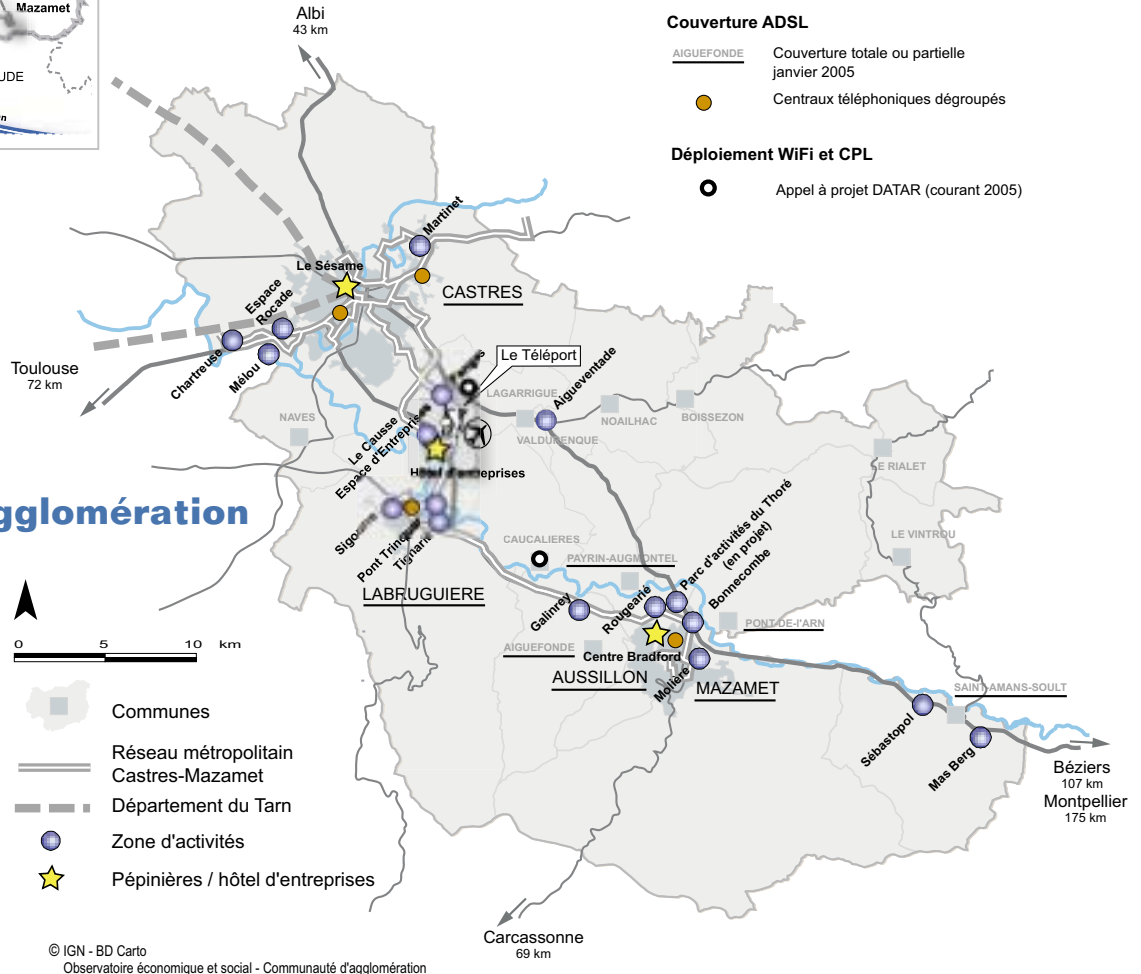 Mazamet
UDE
Albi
43 km
Couverture ADSL
AIGUEFONDE
Couverture totale ou partielle
janvier 2005
Centraux téléphoniques dégroupés
Déploiement WiFi et CPL
Appel à projet DATAR (courant 2005)
Martinet
Le Sésame
CASTRES
Espace
Rocade
Chartreuse
Mélou
Toulouse
72 km
Le Téléport
LAGARRIGUE
Aigueventade
NOAILHAC
BOISSEZON
VALDURENQUE
NAVES
Le Causse
Espace d'Entreprises
Hôtel d'entreprises
LE RIALET
gglomération
Pont Trinquat
LE VINTROU
CAUCALIERES
PAYRIN-AUGMONTEL
Parc d'activités du Thoré
(en projet)
Bonnecombe
LABRUGUIERE
Galinrey
Rougearié
PONT-DE-l'ARN
AIGUEFONDE
Centre Bradford
AUSSILLON
Molière
MAZAMET
SAINT-AMANS-SOULT
Sébastopol
Mas Berg
Béziers
107 km
Montpellier
175 km
0 5 10 km
Communes
Réseau métropolitain
Castres-Mazamet
Département du Tarn
Zone d'activités
Pépinières / hôtel d'entreprises
Carcassonne
69 km
© IGN - BD Carto
Observatoire économique et social - Communauté d'agglomération